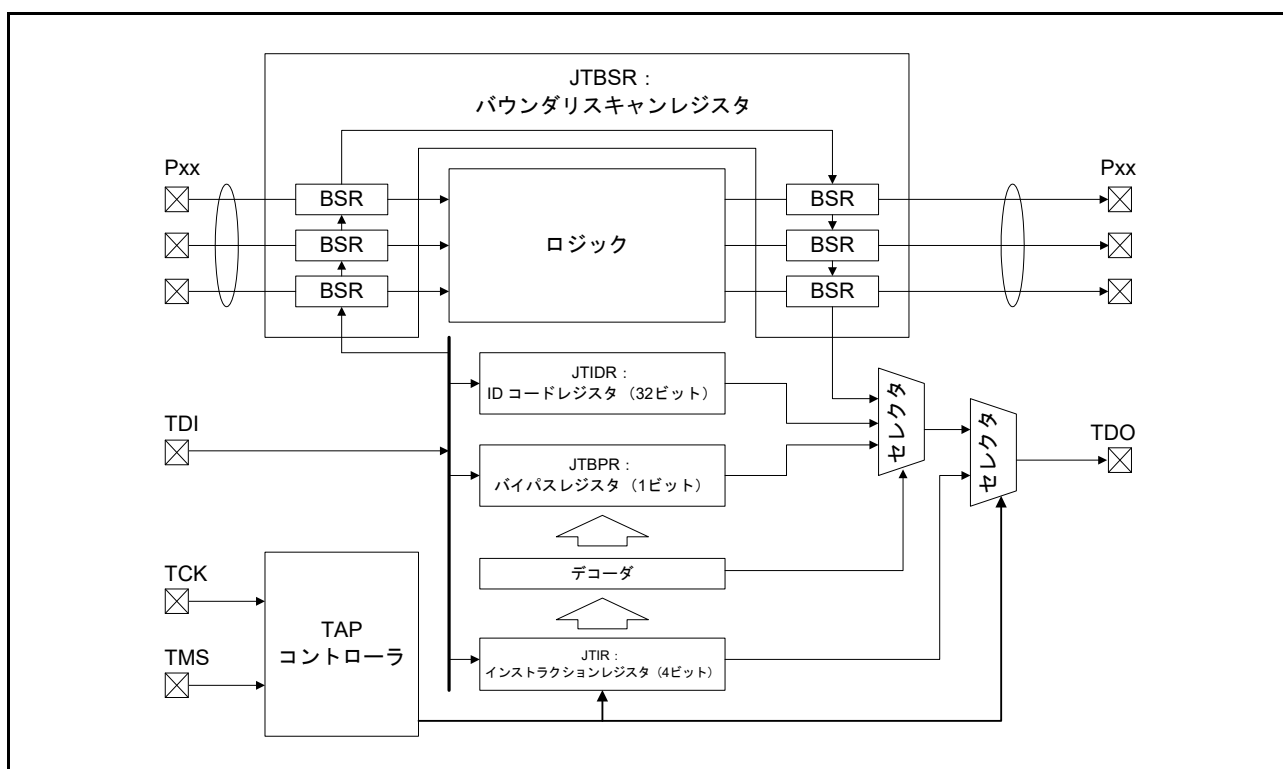 JTBSR：
バウンダリスキャンレジスタ
Pxx
Pxx
BSR
BSR
BSR
BSR
BSR
BSR
ロジック
JTIDR：
ID コードレジスタ（32ビット）
セレクタ
セレクタ
TDI
TDO
JTBPR：
バイパスレジスタ（1ビット）
デコーダ
TCK
TMS
TAP
コントローラ
JTIR：
インストラクションレジスタ（4ビット）